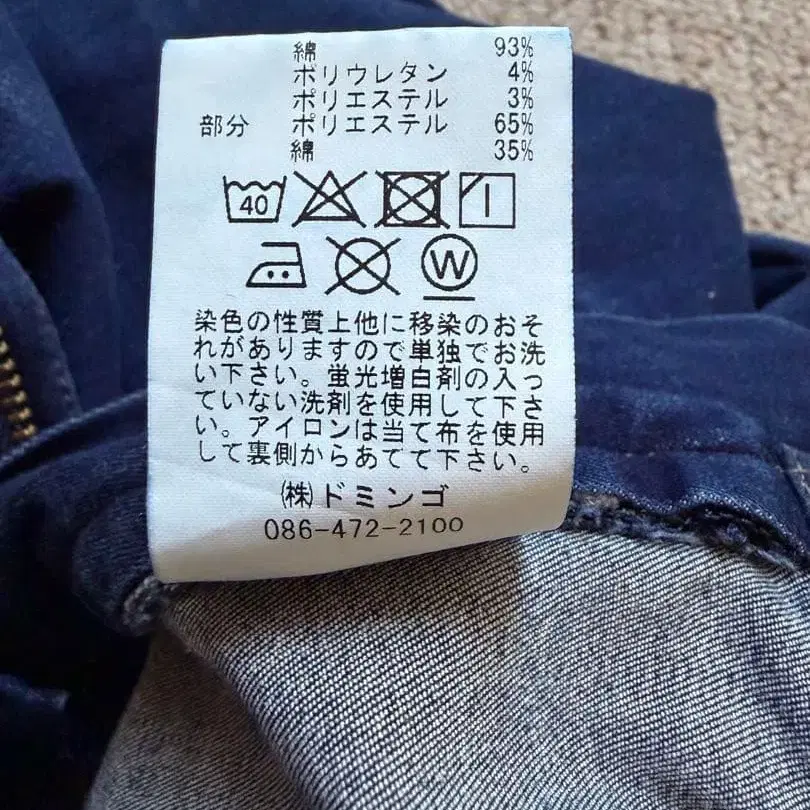 綿 93%
ポリウレタン 4%
ポリエステル 3%
部分 ポリエステル 65%
綿 35%
40
W
染色の性質上他に移染のおそ
れがありますので単独でお洗
い下さい。蛍光増白剤の入っ
ていない洗剤を使用して下さ
い。アイロンは当て布を使用
して裏側からあてて下さい。
㈱ドミンゴ
086-472-2100